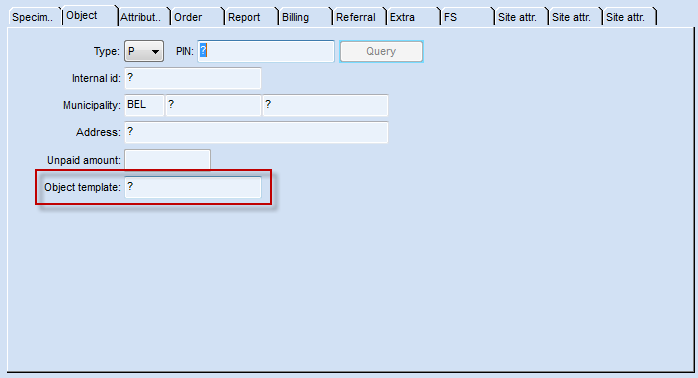 Specim.. Object Attribut.. Order Report Billing Referral Extra FS Site attr. Site attr. Site attr.
Type: P PIN: ? Query
Internal id: ?
Municipality: BEL ? ?
Address: ?
Unpaid amount:
Object template: ?